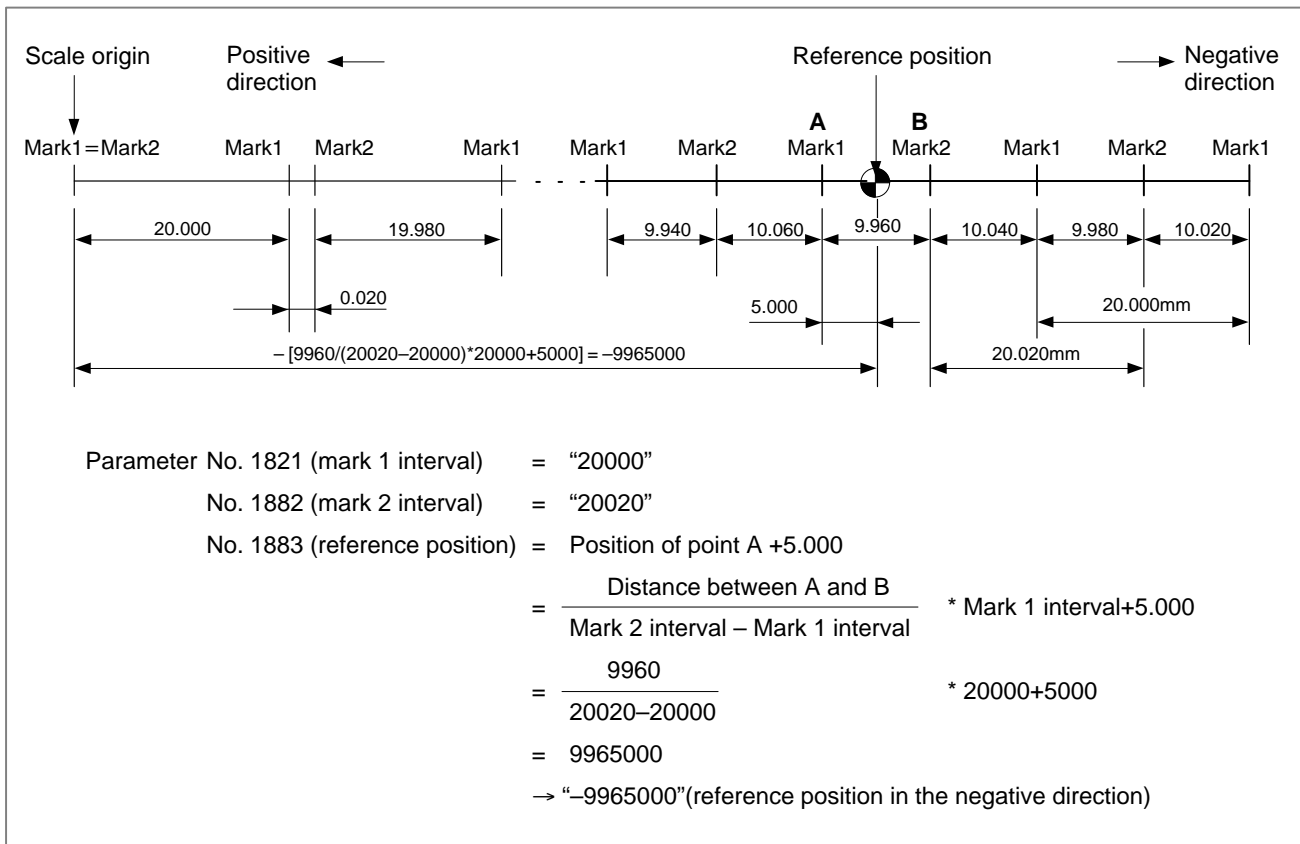 Scale origin Positive Reference position Negative
direction direction
A B
Mark1=Mark2 Mark1 Mark2 Mark1 Mark1 Mark2 Mark1 Mark2 Mark1 Mark2 Mark1
- - - -
20.000 19.980 9.940 10.060 9.960 10.040 9.980 10.020
0.020 5.000 20.000mm
–[9960/(20020–20000)*20000+5000]=–9965000 20.020mm
Parameter No. 1821 (mark 1 interval) = “20000”
No. 1882 (mark 2 interval) = “20020”
No. 1883 (reference position) = Position of point A +5.000
Distance between A and B
= * Mark 1 interval+5.000
Mark 2 interval – Mark 1 interval
9960
= * 20000+5000
20020–20000
= 9965000
→ “–9965000”(reference position in the negative direction)